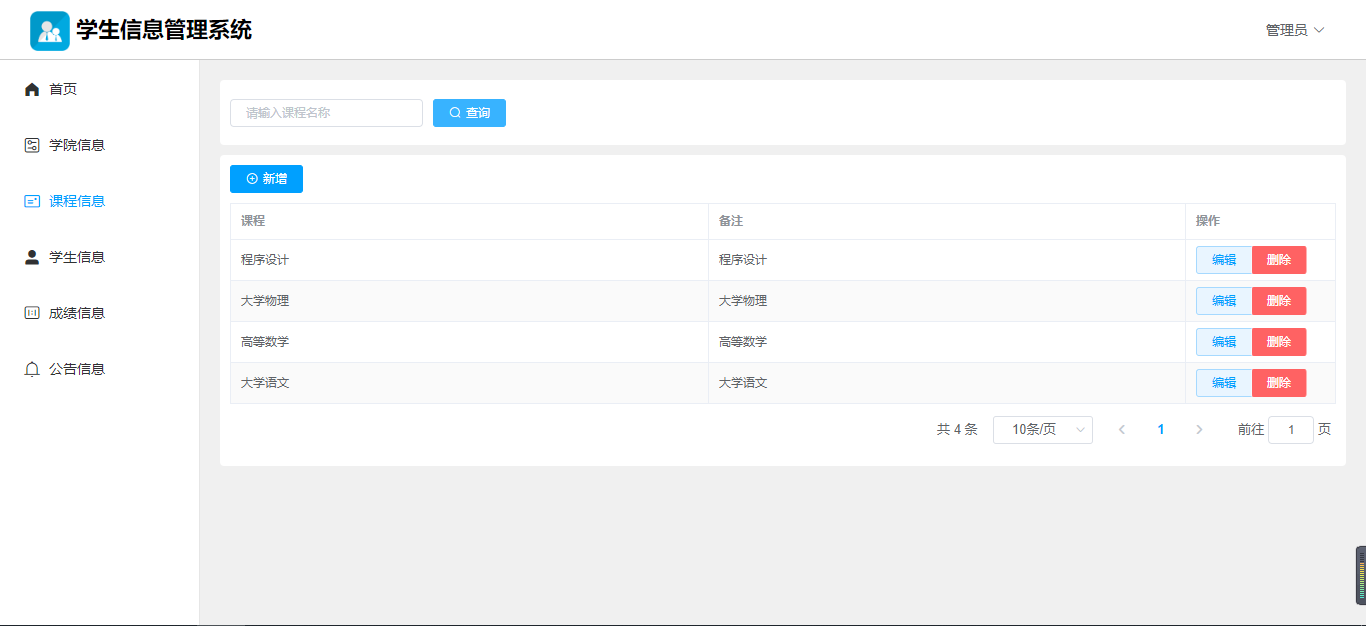 学生信息管理系统
管理员
首页
学院信息
课程信息
学生信息
成绩信息
公告信息
请输入课程名称 查询
新增
课程 备注 操作
程序设计 程序设计 编辑 删除
大学物理 大学物理 编辑 删除
高等数学 高等数学 编辑 删除
大学语文 大学语文 编辑 删除
共 4 条 10条/页 1 前往 1 页